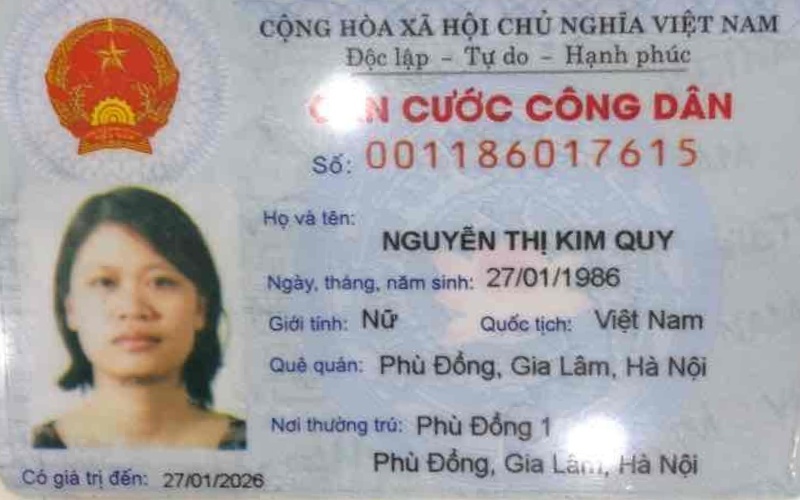 CỘNG HÒA XÃ HỘI CHỦ NGHĨA VIỆT NAM
Độc lập - Tự do - Hạnh phúc
CĂN CƯỚC CÔNG DÂN
Số: 001186017615
Họ và tên:
NGUYỄN THỊ KIM QUY
Ngày, tháng, năm sinh: 27/01/1986
Giới tính: Nữ Quốc tịch: Việt Nam
Quê quán: Phù Đổng, Gia Lâm, Hà Nội
Nơi thường trú: Phù Đổng 1
Phù Đổng, Gia Lâm, Hà Nội
Có giá trị đến: 27/01/2026